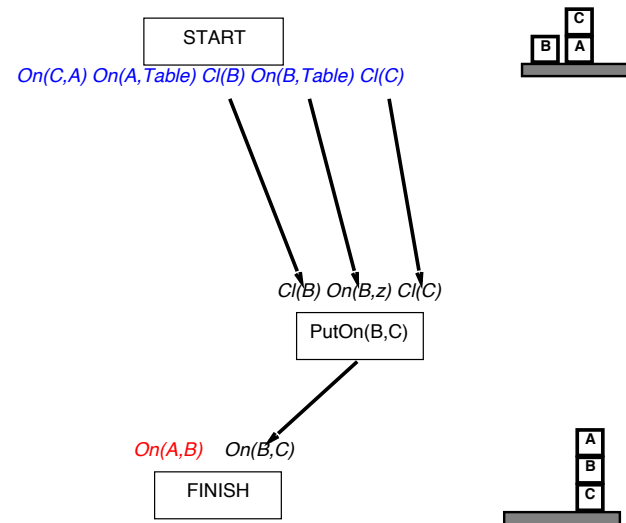 START
On(C,A) On(A,Table) Cl(B) On(B,Table) Cl(C)
C
B A
Cl(B) On(B,z) Cl(C)
PutOn(B,C)
On(A,B) On(B,C)
FINISH
A
B
C